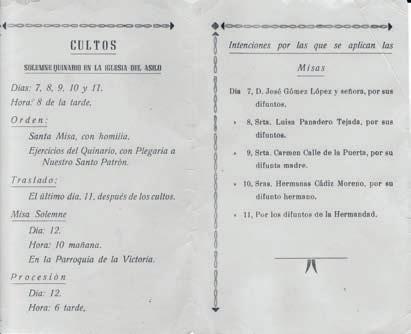 CULTOS
SOLEMNE QUINARIO EN LA IGLESIA DEL ASILO
Días: 7, 8, 9, 10 y 11.
Hora: 8 de la tarde.
Orden:
Santa Misa, con homilía.
Ejercicios del Quinario, con Plegaria a
Nuestro Santo Patrón.
Traslado:
El último día, 11, después de los cultos.
Misa Solemne
Día: 12.
Hora: 10 mañana.
En la Parroquia de la Victoria.
Procesión
Día: 12.
Hora: 6 tarde.
Intenciones por las que se aplican las
Misas
Día 7, D. José Gómez López y señora, por sus
difuntos.
» 8, Srta. Luisa Panadero Tejada, por sus
difuntos.
» 9, Srta. Carmen Calle de la Puerta, por su
difunta madre.
» 10, Sras. Hermanas Cádiz Moreno, por su
difunto hermano.
» 11, Por los difuntos de la Hermandad.